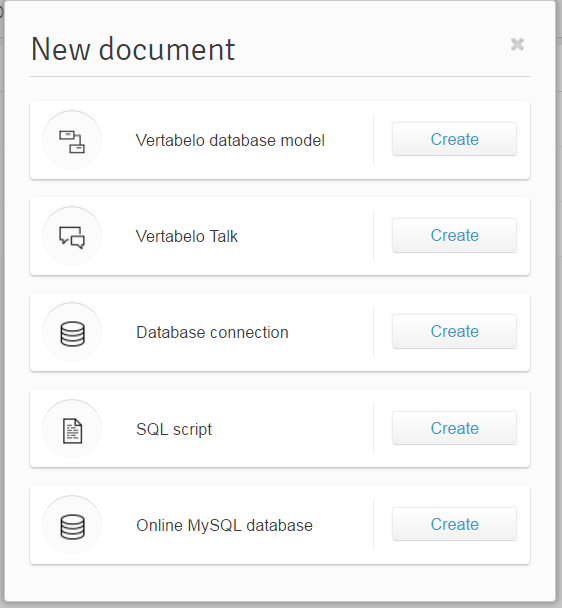 New document
Vertabelo database model
Create
Vertabelo Talk
Create
Database connection
Create
SQL script
Create
Online MySQL database
Create